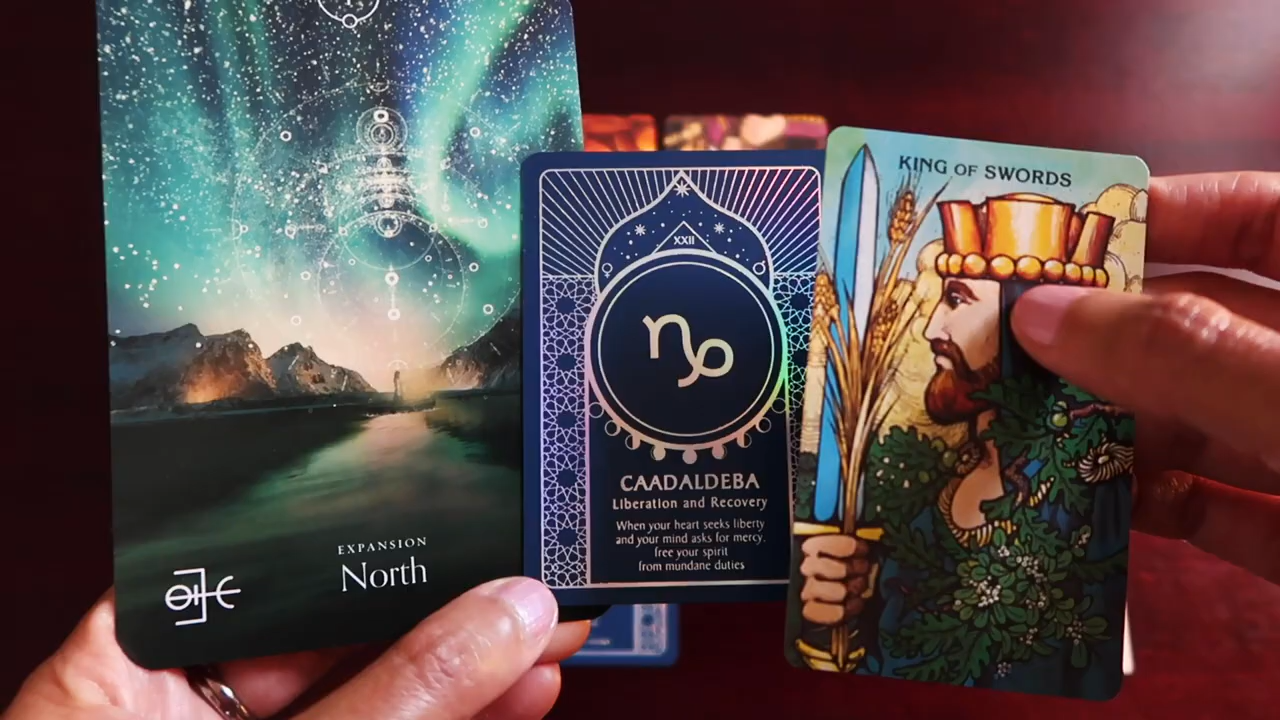 EXPANSION
North
XXII
CAADALDEBA
Liberation and Recovery
When your heart seeks liberty
and your mind asks for mercy,
free your spirit
from mundane duties
KING OF SWORDS